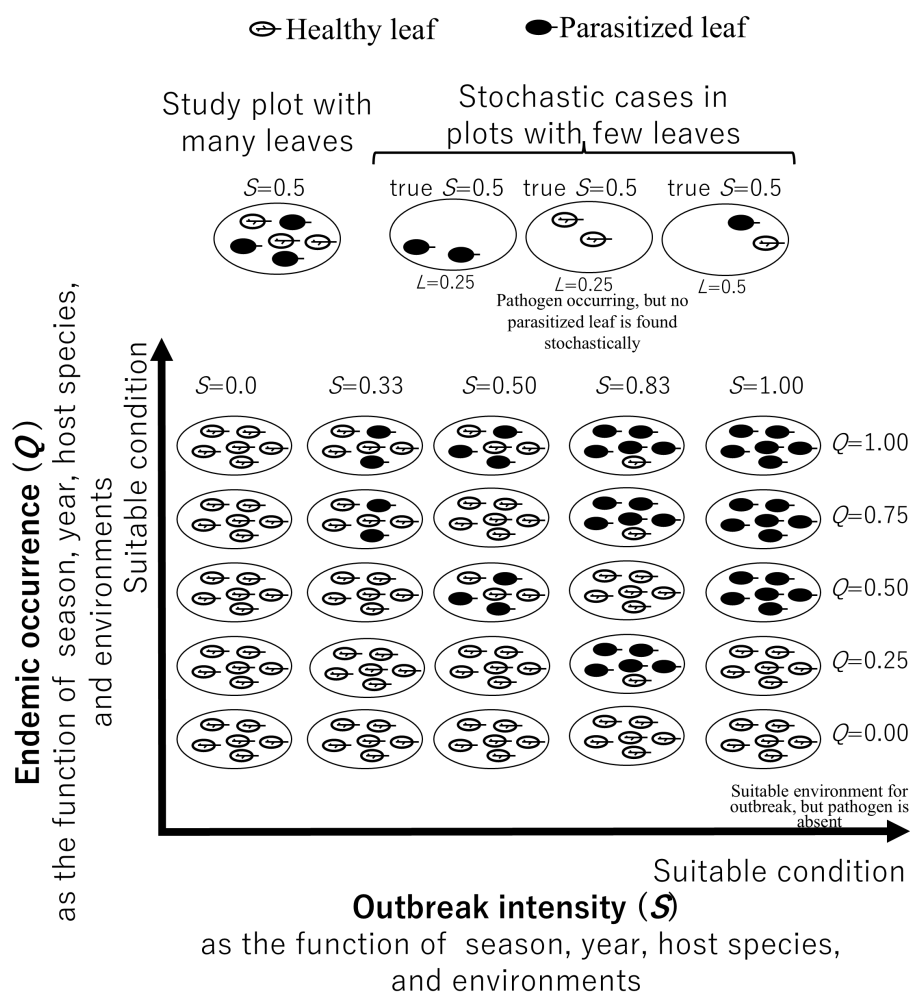 Healthy leaf
Parasitized leaf
Study plot with
many leaves
Stochastic cases in
plots with few leaves
S=0.5
true S=0.5
true S=0.5
true S=0.5
L=0.25
L=0.25
L=0.5
Pathogen occurring, but no
parasitized leaf is found
stochastically
Endemic occurrence (Q)
as the function of season, year, host species,
and environments
Suitable condition
S=0.0
S=0.33
S=0.50
S=0.83
S=1.00
Q=1.00
Q=0.75
Q=0.50
Q=0.25
Q=0.00
Suitable environment for
outbreak, but pathogen is
absent
Suitable condition
Outbreak intensity (S)
as the function of season, year, host species,
and environments